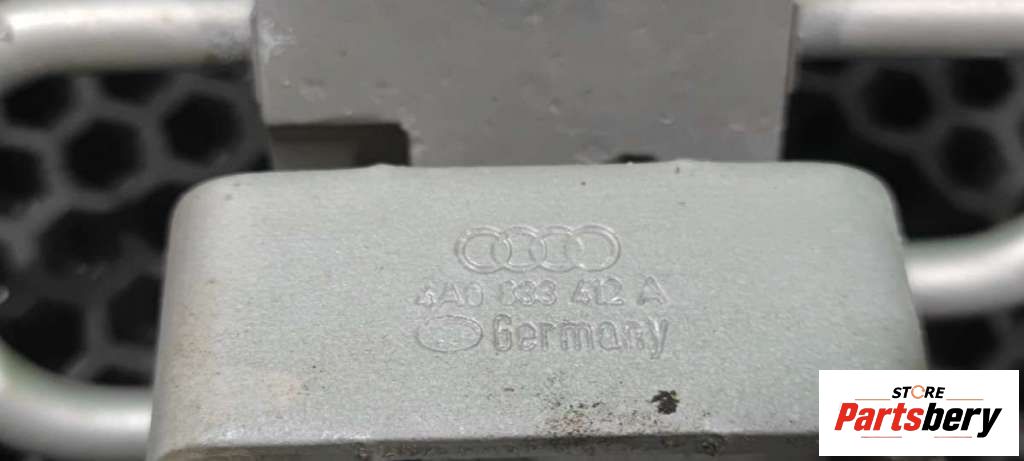 4A0 833 412 A
Germany
STORE
Partsbery